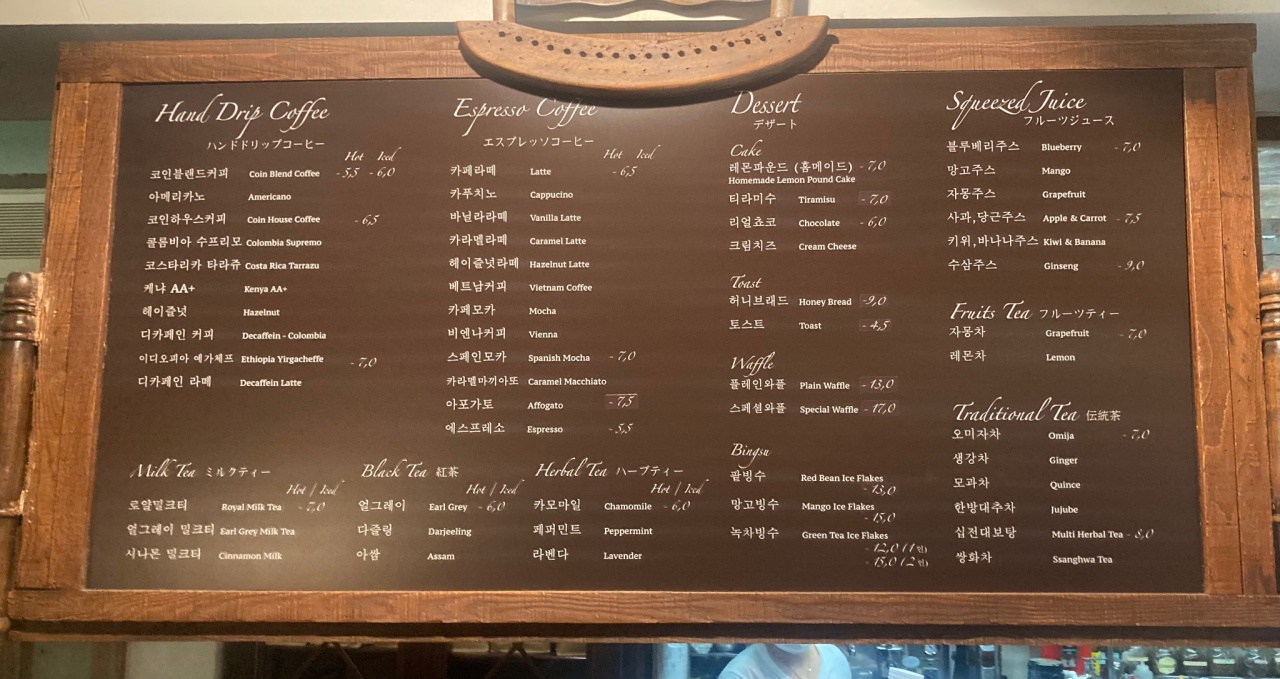 Hand Drip Coffee
ハンドドリップコーヒー
Hot Iced
코인블랜드커피 Coin Blend Coffee - 5,5 - 6,0
아메리카노 Americano
코인하우스커피 Coin House Coffee - 6,5
콜롬비아 수프리모 Colombia Supremo
코스타리카 타라쥬 Costa Rica Tarrazu
케냐 AA+ Kenya AA+
헤이즐넛 Hazelnut
디카페인 커피 Decaffein - Colombia
이디오피아 예가체프 Ethiopia Yirgacheffe - 7,0
디카페인 라떼 Decaffein Latte
Espresso Coffee
エスプレッソコーヒー
Hot Iced
카페라떼 Latte - 6,5
카푸치노 Cappucino
바닐라라떼 Vanilla Latte
카라멜라떼 Caramel Latte
헤이즐넛라떼 Hazelnut Latte
베트남커피 Vietnam Coffee
카페모카 Mocha
비엔나커피 Vienna
스페인모카 Spanish Mocha - 7,0
카라멜마끼아또 Caramel Macchiato
아포가토 Affogato - 7,5
에스프레소 Espresso - 5,5
Milk Tea ミルクティー
Hot / Iced
로얄밀크티 Royal Milk Tea - 7,0
얼그레이 밀크티 Earl Grey Milk Tea
시나몬 밀크티 Cinnamon Milk
Black Tea 紅茶
Hot / Iced
얼그레이 Earl Grey - 6,0
다즐링 Darjeeling
아쌈 Assam
Herbal Tea ハーブティー
Hot / Iced
카모마일 Chamomile - 6,0
페퍼민트 Peppermint
라벤다 Lavender
Dessert
デザート
Cake
레몬파운드 (홈메이드) - 7,0
Homemade Lemon Pound Cake
티라미수 Tiramisu - 7,0
리얼쵸코 Chocolate - 6,0
크림치즈 Cream Cheese
Toast
허니브래드 Honey Bread -9,0
토스트 Toast - 4,5
Waffle
플레인와플 Plain Waffle - 13,0
스페셜와플 Special Waffle - 17,0
Bingsu
팥빙수 Red Bean Ice Flakes
- 13,0
망고빙수 Mango Ice Flakes
- 15,0
녹차빙수 Green Tea Ice Flakes
- 12,0 (1인)
- 15,0 (2인)
Squeezed Juice
フルーツジュース
블루베리주스 Blueberry - 7,0
망고주스 Mango
자몽주스 Grapefruit
사과,당근주스 Apple & Carrot - 7,5
키위,바나나주스 Kiwi & Banana
수삼주스 Ginseng - 9,0
Fruits Tea フルーツティー
자몽차 Grapefruit - 7,0
레몬차 Lemon
Traditional Tea 伝統茶
오미자차 Omija - 7,0
생강차 Ginger
모과차 Quince
한방대추차 Jujube
십전대보탕 Multi Herbal Tea - 8,0
쌍화차 Ssanghwa Tea